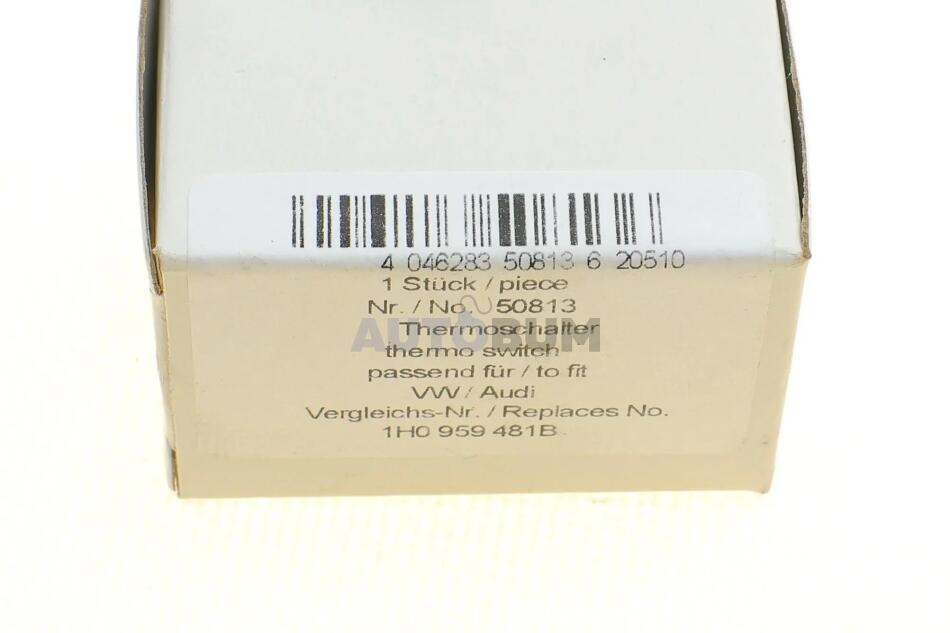 4 046283 50813 6 20510
1 Stück / piece
Nr. / No. 50813
AUTOBUM
Thermoschalter
thermo switch
passend für / to fit
VW / Audi
Vergleichs-Nr. / Replaces No.
1H0 959 481B